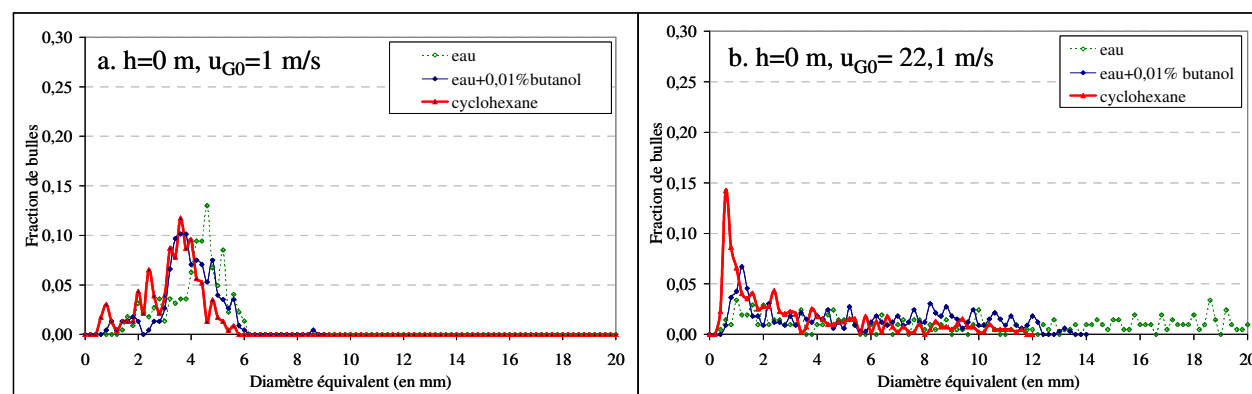 a. h=0 m, uG0=1 m/s
eau
eau+0,01%butanol
cyclohexane
Fraction de bulles
0,30
0,25
0,20
0,15
0,10
0,05
0,00
0 2 4 6 8 10 12 14 16 18 20
Diamètre équivalent (en mm)
b. h=0 m, uG0= 22,1 m/s
eau
eau+0,01% butanol
cyclohexane
Fraction de bulles
0,30
0,25
0,20
0,15
0,10
0,05
0,00
0 2 4 6 8 10 12 14 16 18 20
Diamètre équivalent (en mm)